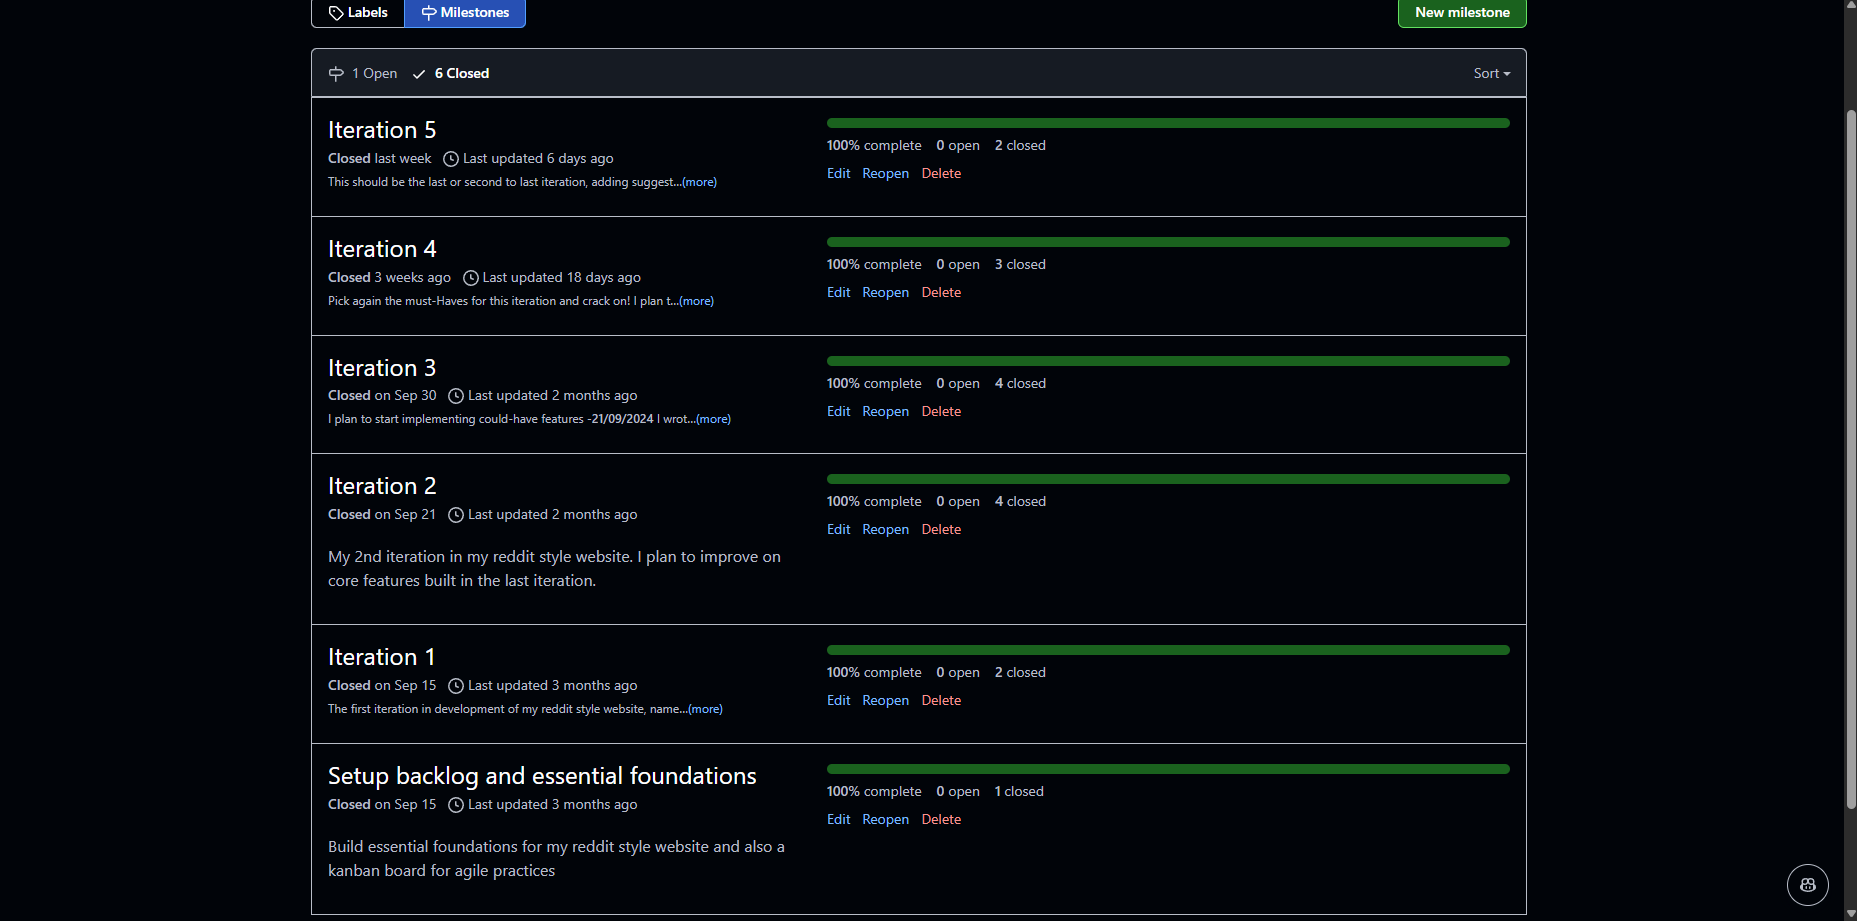 Labels Milestones New milestone
1 Open 6 Closed Sort
Iteration 5
Closed last week Last updated 6 days ago
This should be the last or second to last iteration, adding suggest...(more)
100% complete 0 open 2 closed
Edit Reopen Delete
Iteration 4
Closed 3 weeks ago Last updated 18 days ago
Pick again the must-Haves for this iteration and crack on! I plan t...(more)
100% complete 0 open 3 closed
Edit Reopen Delete
Iteration 3
Closed on Sep 30 Last updated 2 months ago
I plan to start implementing could-have features -21/09/2024 I wrot...(more)
100% complete 0 open 4 closed
Edit Reopen Delete
Iteration 2
Closed on Sep 21 Last updated 2 months ago
My 2nd iteration in my reddit style website. I plan to improve on
core features built in the last iteration.
100% complete 0 open 4 closed
Edit Reopen Delete
Iteration 1
Closed on Sep 15 Last updated 3 months ago
The first iteration in development of my reddit style website, name...(more)
100% complete 0 open 2 closed
Edit Reopen Delete
Setup backlog and essential foundations
Closed on Sep 15 Last updated 3 months ago
Build essential foundations for my reddit style website and also a
kanban board for agile practices
100% complete 0 open 1 closed
Edit Reopen Delete